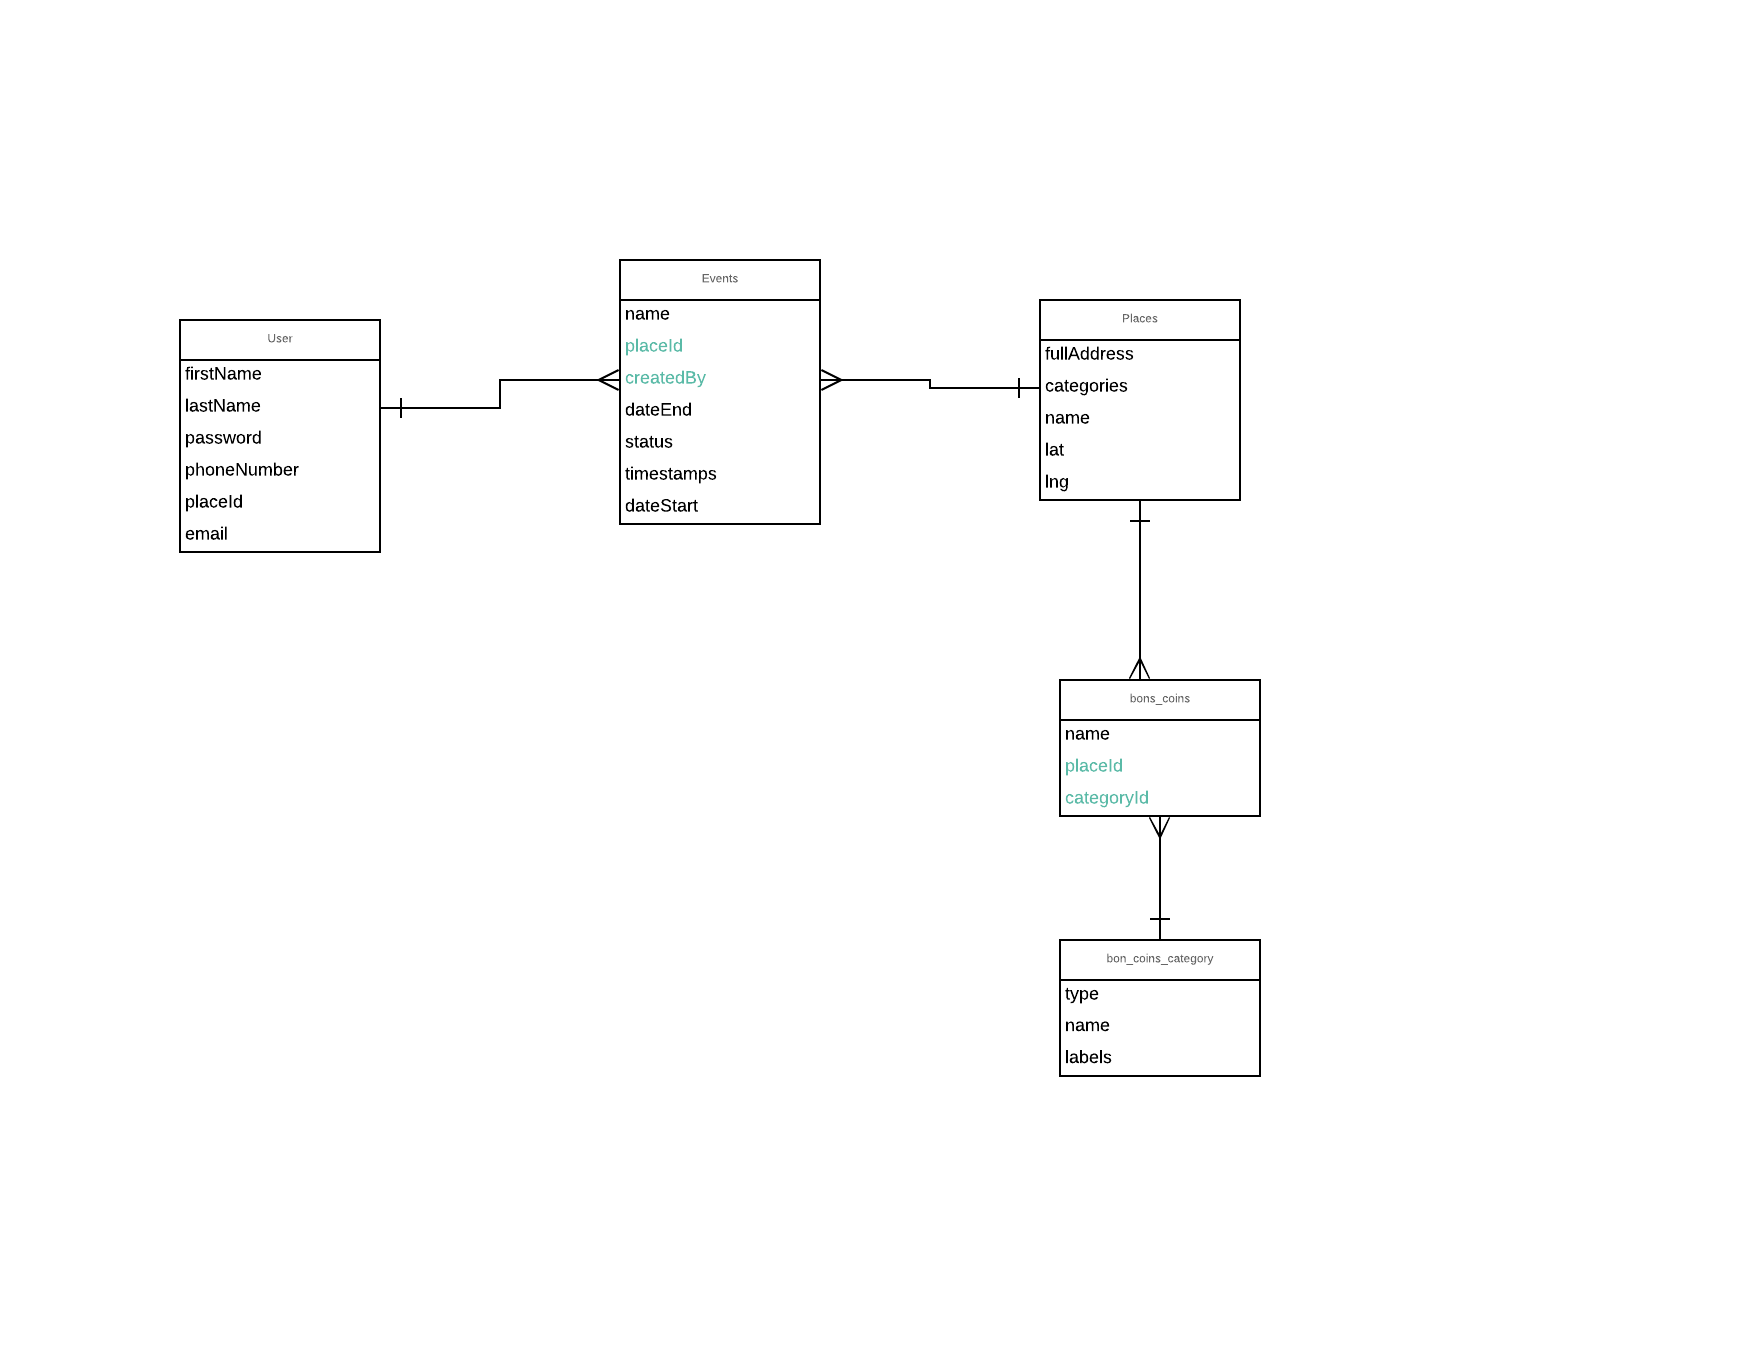 User
firstName
lastName
password
phoneNumber
placeId
email
Events
name
placeId
createdBy
dateEnd
status
timestamps
dateStart
Places
fullAddress
categories
name
lat
lng
bons_coins
name
placeId
categoryId
bon_coins_category
type
name
labels